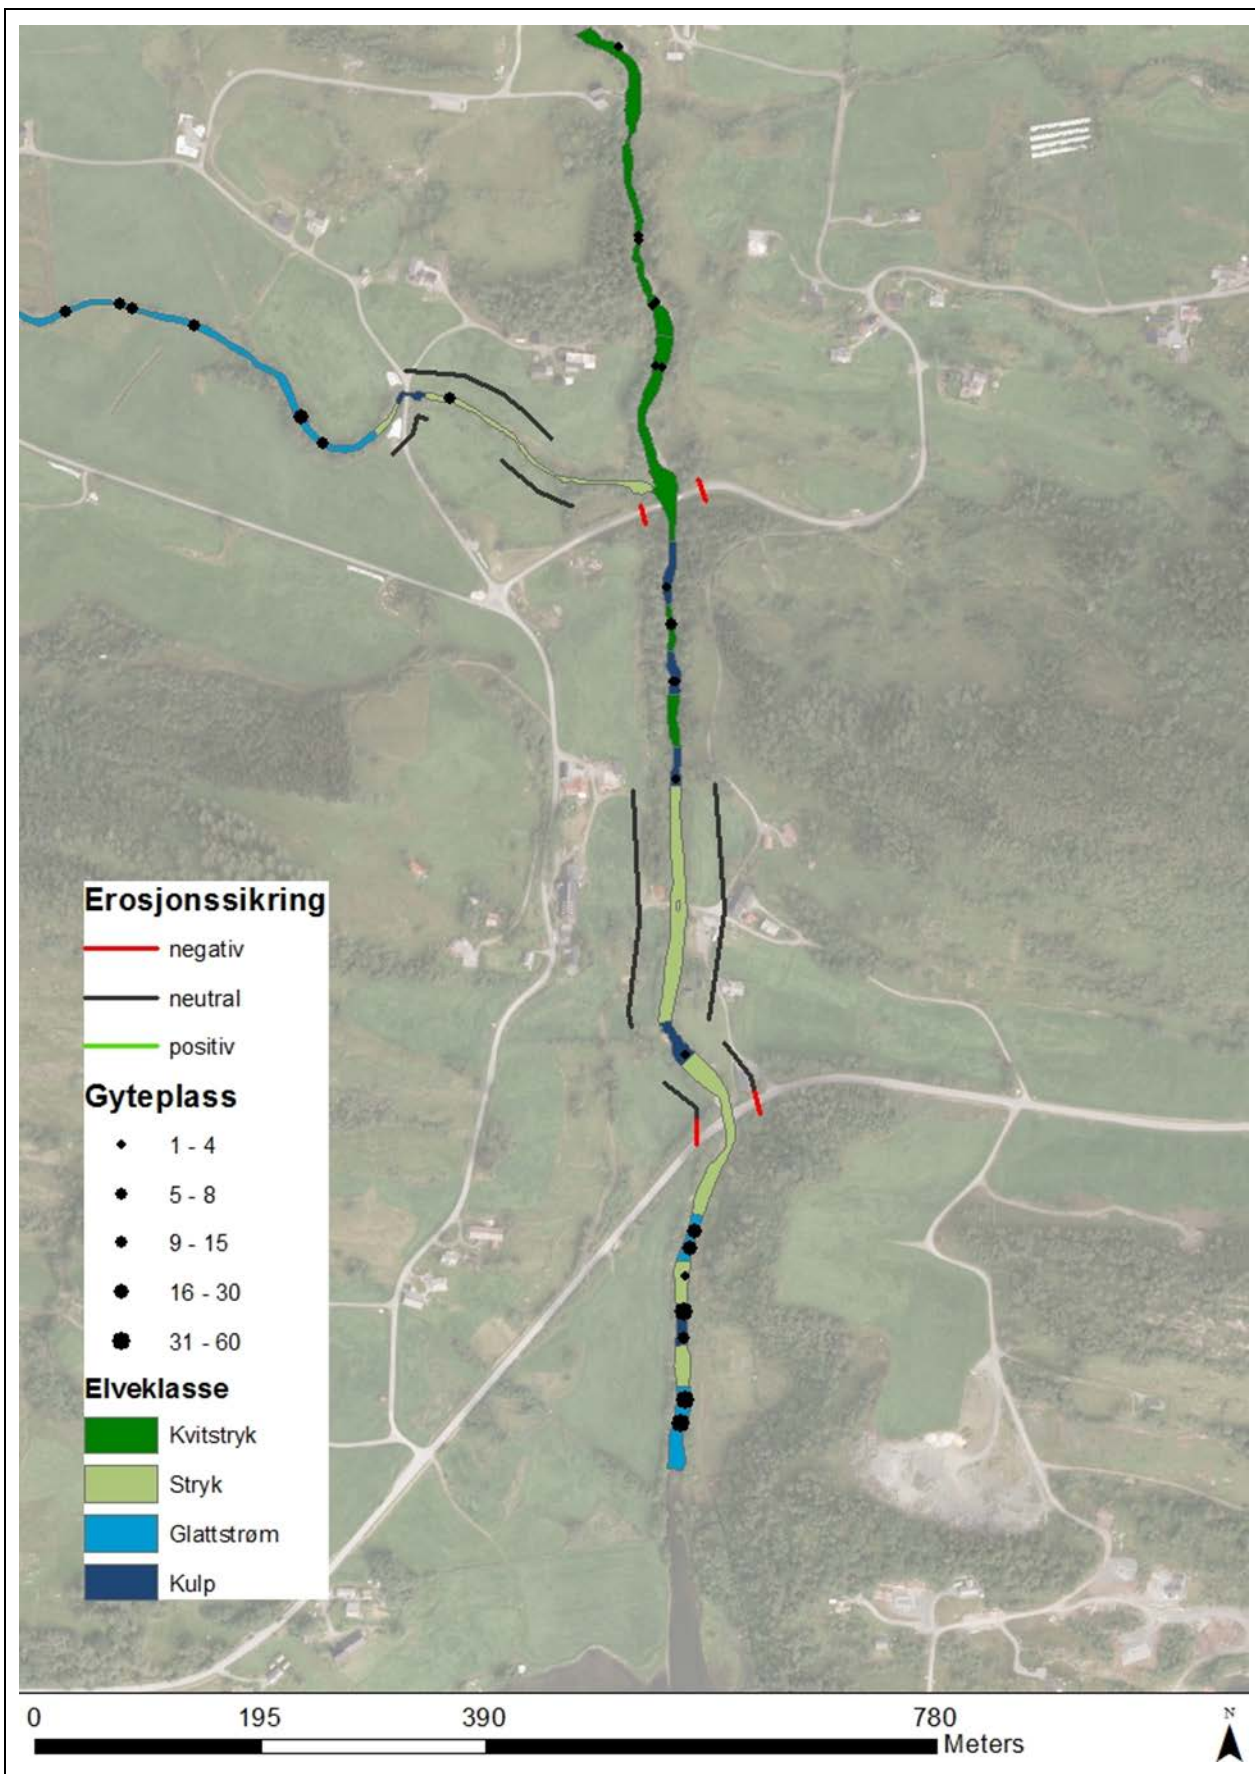 Erosjonssikring
negativ
neutral
positiv
Gyteplass
1 - 4
5 - 8
9 - 15
16 - 30
31 - 60
Elveklasse
Kvitstryk
Stryk
Glattstrøm
Kulp
0 195 390 780
Meters
N